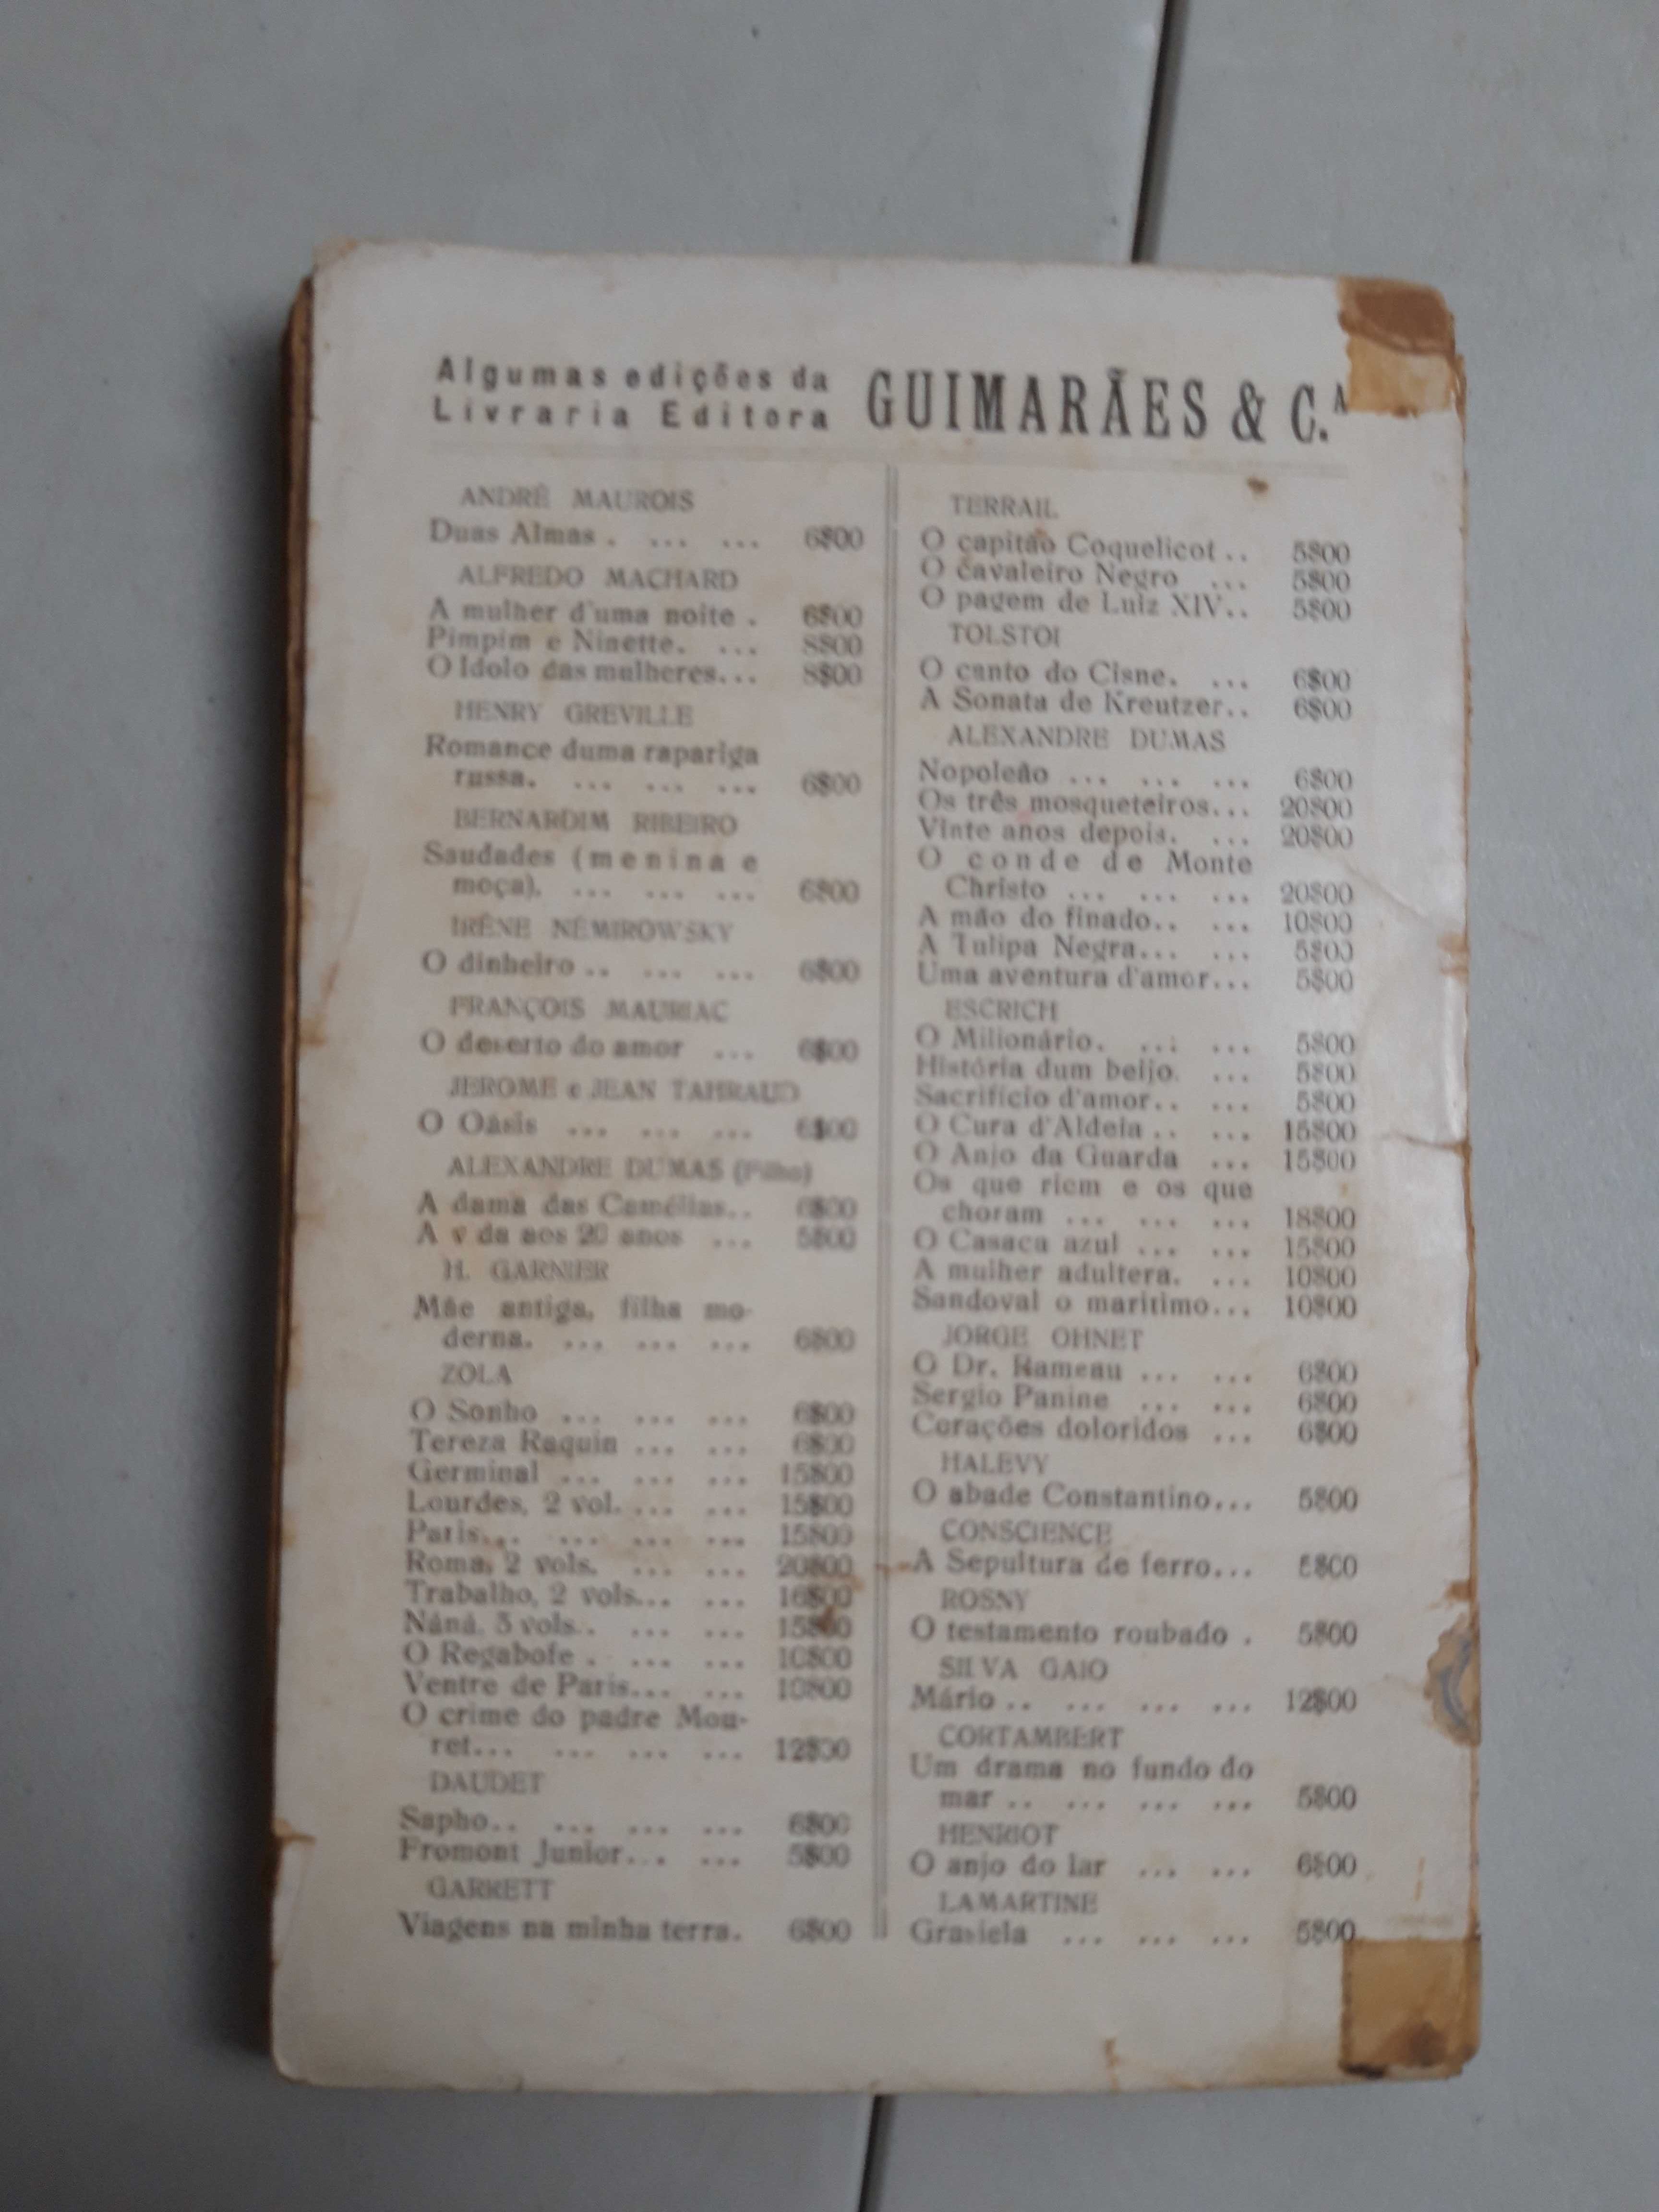 Algumas edições da
Livraria Editora
GUIMARÃES & C.A
ANDRÉ MAUROIS
Duas Almas . ... ... 6$00
ALFREDO MACHARD
A mulher d'uma noite . 6$00
Pimpim e Ninette. ... 8$00
O Idolo das mulheres... 8$00
HENRY GREVILLE
Romance duma rapariga
russa. ... ... ... 6$00
BERNARDIM RIBEIRO
Saudades (menina e
moça). ... ... ... 6$00
IRÈNE NÉMIROWSKY
O dinheiro .. ... ... 6$00
FRANÇOIS MAURIAC
O deserto do amor ... 6$00
JEROME e JEAN TAHRAUD
O Oásis ... ... ... 6$00
ALEXANDRE DUMAS (Filho)
A dama das Camélias.. 6$00
A v da aos 20 anos ... 5$00
H. GARNIER
Mãe antiga, filha mo-
derna. ... ... ... 6$00
ZOLA
O Sonho ... ... ... 6$00
Tereza Raquin ... ... 6$00
Germinal ... ... ... 15$00
Lourdes, 2 vol. ... ... 15$00
Paris... ... ... ... 15$00
Roma, 2 vols. ... ... 20$00
Trabalho, 2 vols... ... 16$00
Náná, 3 vols.. ... ... 15$00
O Regabofe . ... ... 10$00
Ventre de Paris... ... 10$00
O crime do padre Mou-
ret... ... ... ... 12$00
DAUDET
Sapho.. ... ... ... 6$00
Fromont Junior... ... 5$00
GARRETT
Viagens na minha terra. 6$00
TERRAIL
O capitão Coquelicot .. 5$00
O cavaleiro Negro ... 5$00
O pagem de Luiz XIV.. 5$00
TOLSTOI
O canto do Cisne. ... 6$00
A Sonata de Kreutzer.. 6$00
ALEXANDRE DUMAS
Nopoleão ... ... ... 6$00
Os três mosqueteiros... 20$00
Vinte anos depois. ... 20$00
O conde de Monte
Christo ... ... ... 20$00
A mão do finado.. ... 10$00
A Tulipa Negra... ... 5$00
Uma aventura d'amor... 5$00
ESCRICH
O Milionário. ... ... 5$00
História dum beijo. ... 5$00
Sacrifício d'amor.. ... 5$00
O Cura d'Aldeia .. ... 15$00
O Anjo da Guarda ... 15$00
Os que riem e os que
choram ... ... ... 18$00
O Casaca azul ... ... 15$00
A mulher adultera. ... 10$00
Sandoval o maritimo... 10$00
JORGE OHNET
O Dr. Rameau ... ... 6$00
Sergio Panine ... ... 6$00
Corações doloridos ... 6$00
HALEVY
O abade Constantino... 5$00
CONSCIENCE
A Sepultura de ferro... 5$00
ROSNY
O testamento roubado . 5$00
SILVA GAIO
Mário .. ... ... ... 12$00
CORTAMBERT
Um drama no fundo do
mar .. ... ... ... 5$00
HENRIOT
O anjo do lar ... ... 6$00
LAMARTINE
Grasiela ... ... ... 5$00